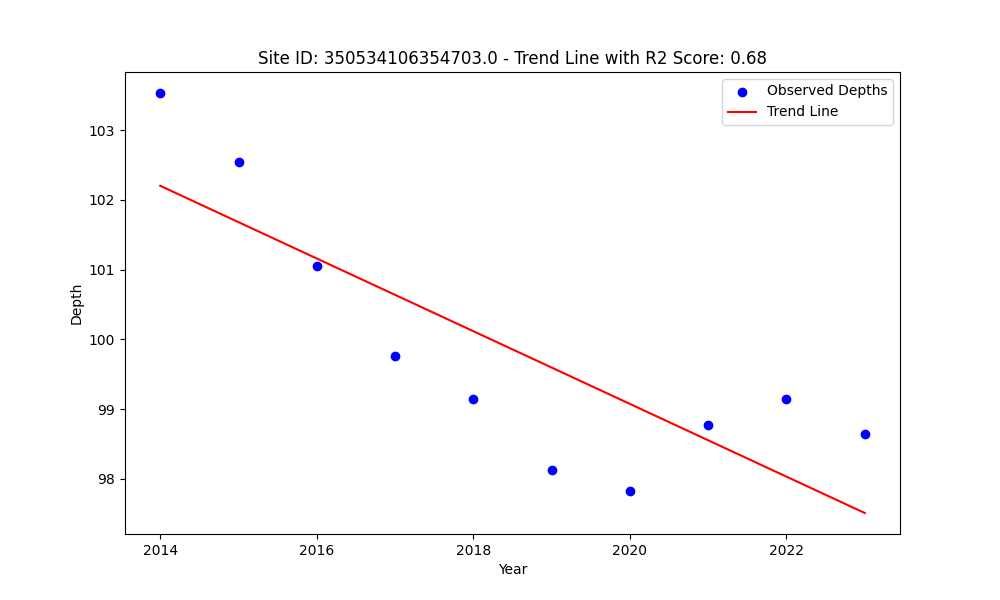 Site ID: 350534106354703.0 - Trend Line with R2 Score: 0.68
Observed Depths
Trend Line
103
102
101
100
99
98
Depth
2014
2016
2018
2020
2022
Year